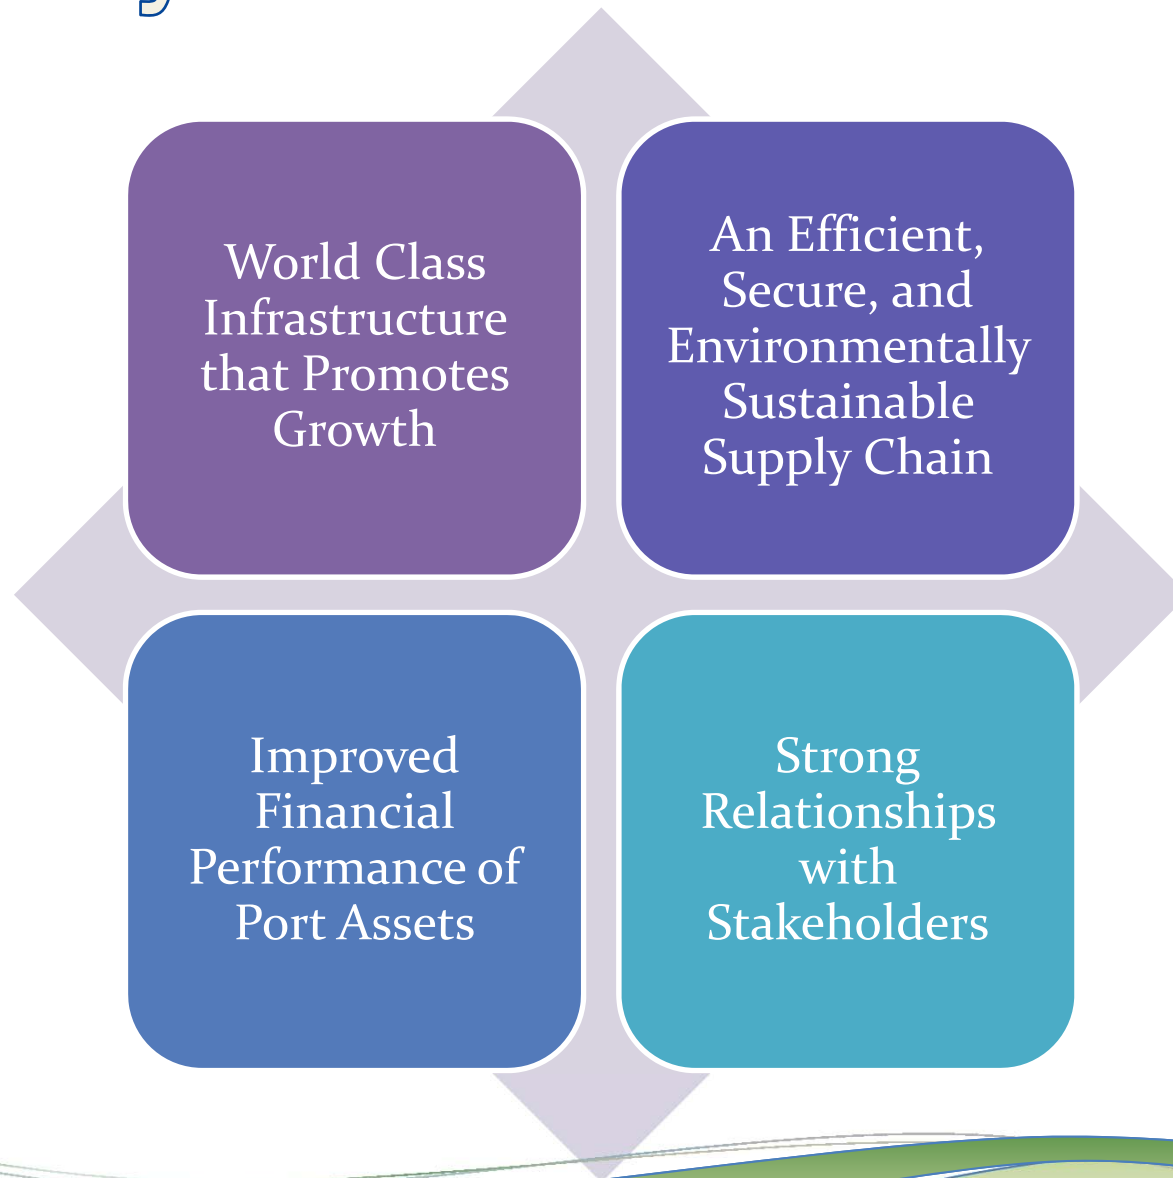 World Class
Infrastructure
that Promotes
Growth
An Efficient,
Secure, and
Environmentally
Sustainable
Supply Chain
Improved
Financial
Performance of
Port Assets
Strong
Relationships
with
Stakeholders